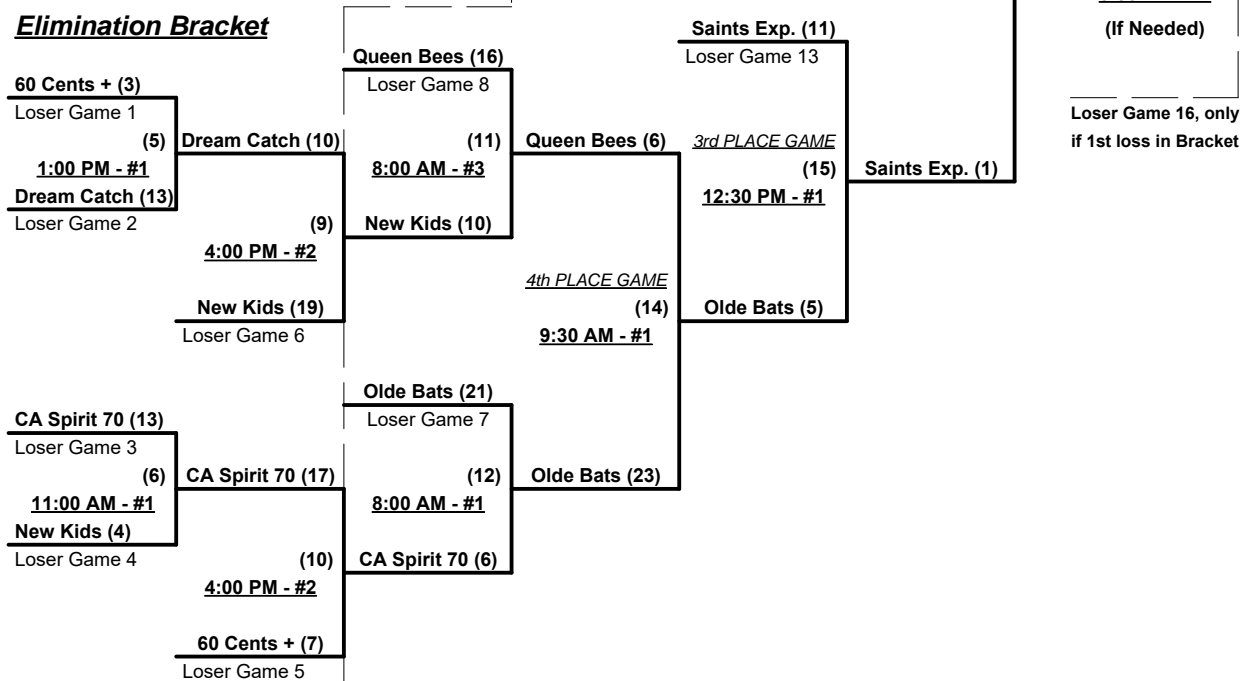 Elimination Bracket
60 Cents + (3)
Loser Game 1
(5)
1:00 PM - #1
Dream Catch (13)
Loser Game 2
Dream Catch (10)
(9)
4:00 PM - #2
New Kids (19)
Loser Game 6
CA Spirit 70 (13)
Loser Game 3
(6)
11:00 AM - #1
New Kids (4)
Loser Game 4
CA Spirit 70 (17)
(10)
4:00 PM - #2
60 Cents + (7)
Loser Game 5
Queen Bees (16)
Loser Game 8
(11)
8:00 AM - #3
New Kids (10)
Olde Bats (21)
Loser Game 7
(12)
8:00 AM - #1
CA Spirit 70 (6)
Queen Bees (6)
4th PLACE GAME
(14)
9:30 AM - #1
Olde Bats (23)
Saints Exp. (11)
Loser Game 13
3rd PLACE GAME
(15)
12:30 PM - #1
Olde Bats (5)
Saints Exp. (1)
(If Needed)
Loser Game 16, only
if 1st loss in Bracket